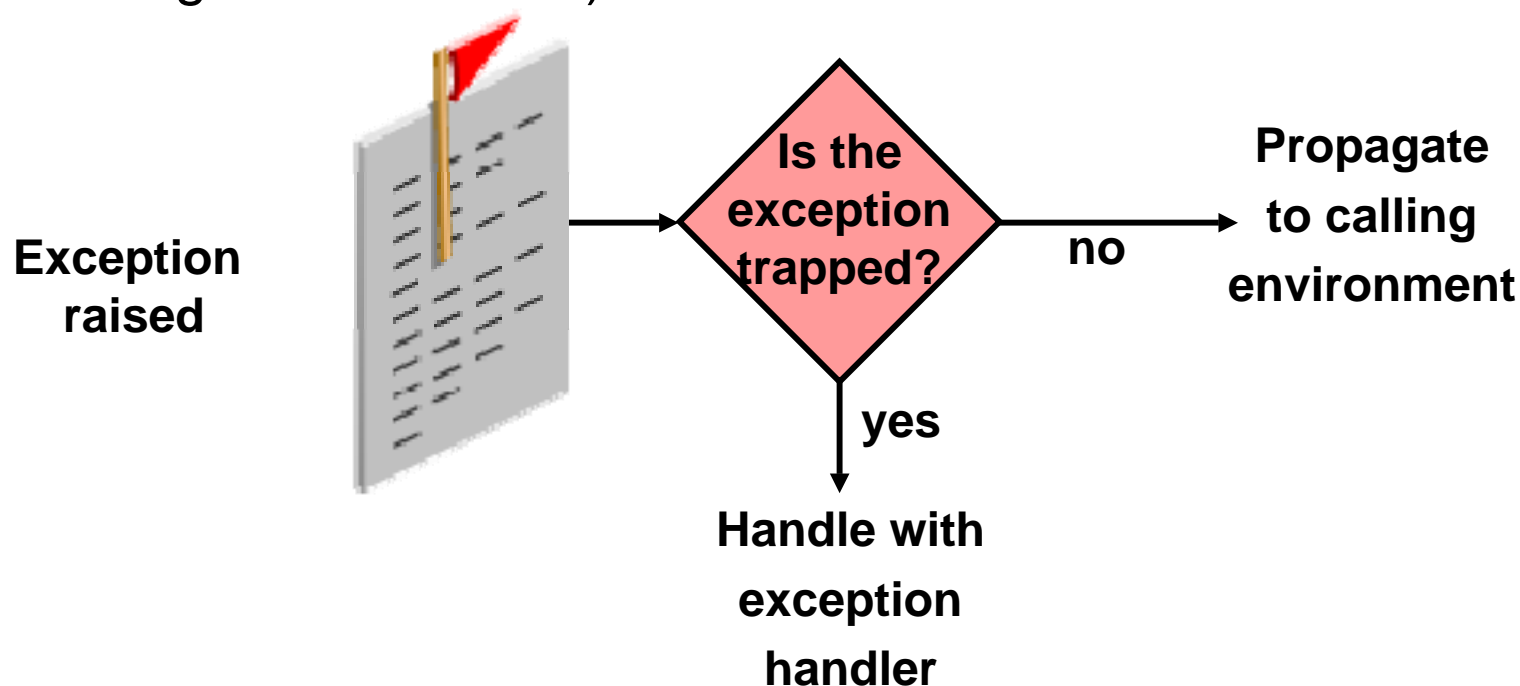 Exception
raised
Is the
exception
trapped?
no
Propagate
to calling
environment
yes
Handle with
exception
handler